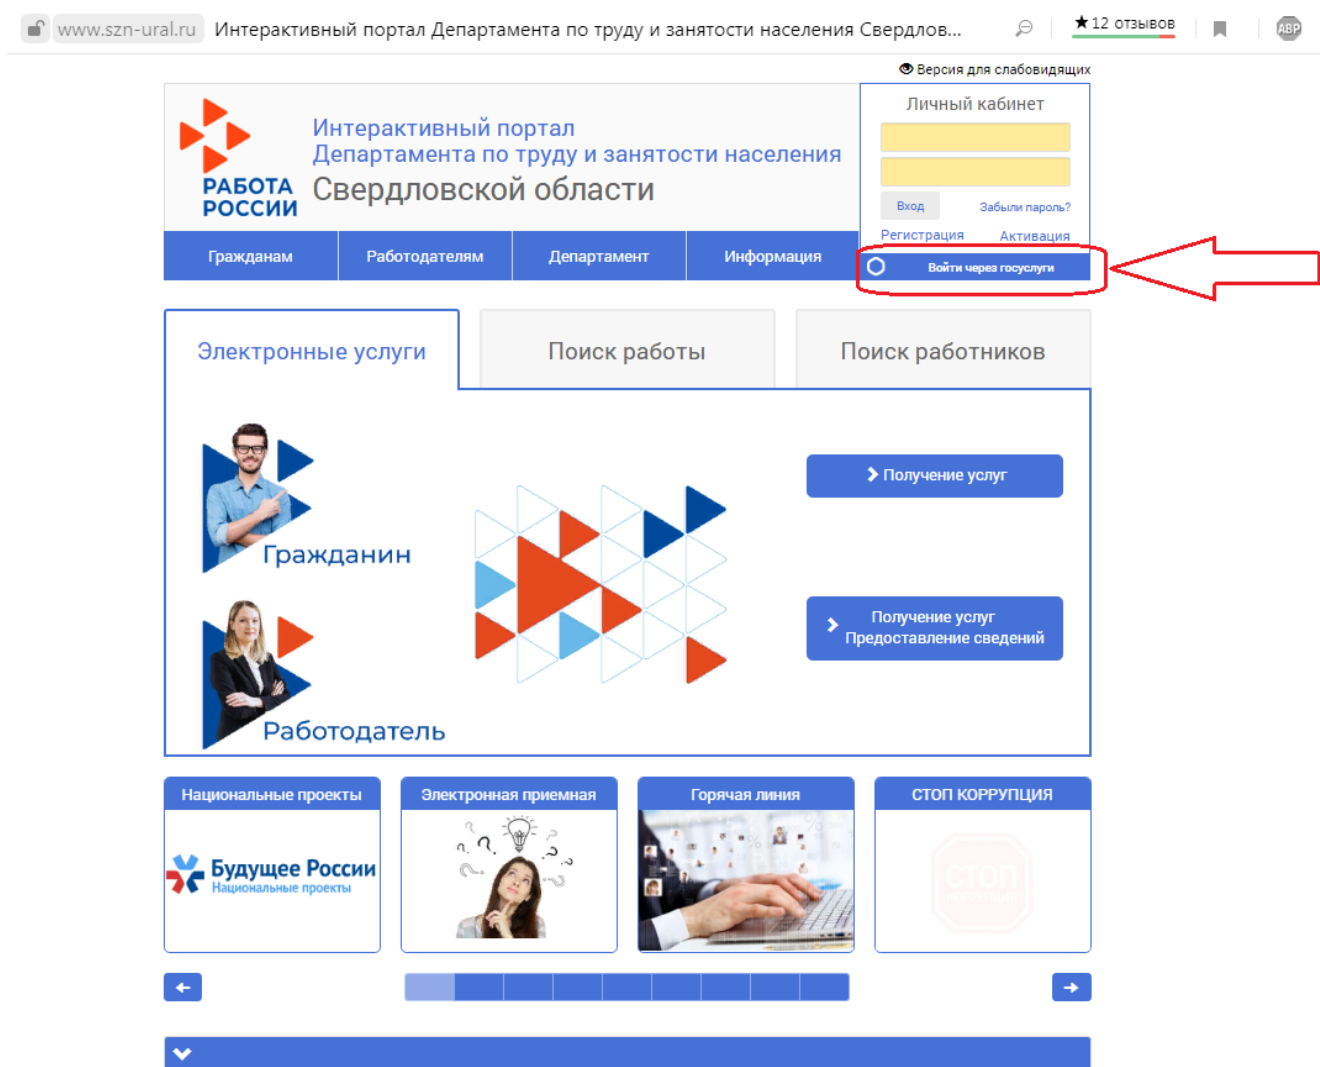 www.szn-ural.ru Интерактивный портал Департамента по труду и занятости населения Свердлов... ★12 отзывов ABP
Версия для слабовидящих
Личный кабинет
Интерактивный портал
Департамента по труду и занятости населения
Свердловской области
РАБОТА
РОССИИ
Вход Забыли пароль?
Регистрация Активация
Гражданам Работодателям Департамент Информация Войти через госуслуги
Электронные услуги Поиск работы Поиск работников
Получение услуг
Гражданин
Получение услуг
Предоставление сведений
Работодатель
Национальные проекты Электронная приемная Горячая линия СТОП КОРРУПЦИЯ
Будущее России
Национальные проекты
СТОП
КОРРУПЦИЯ